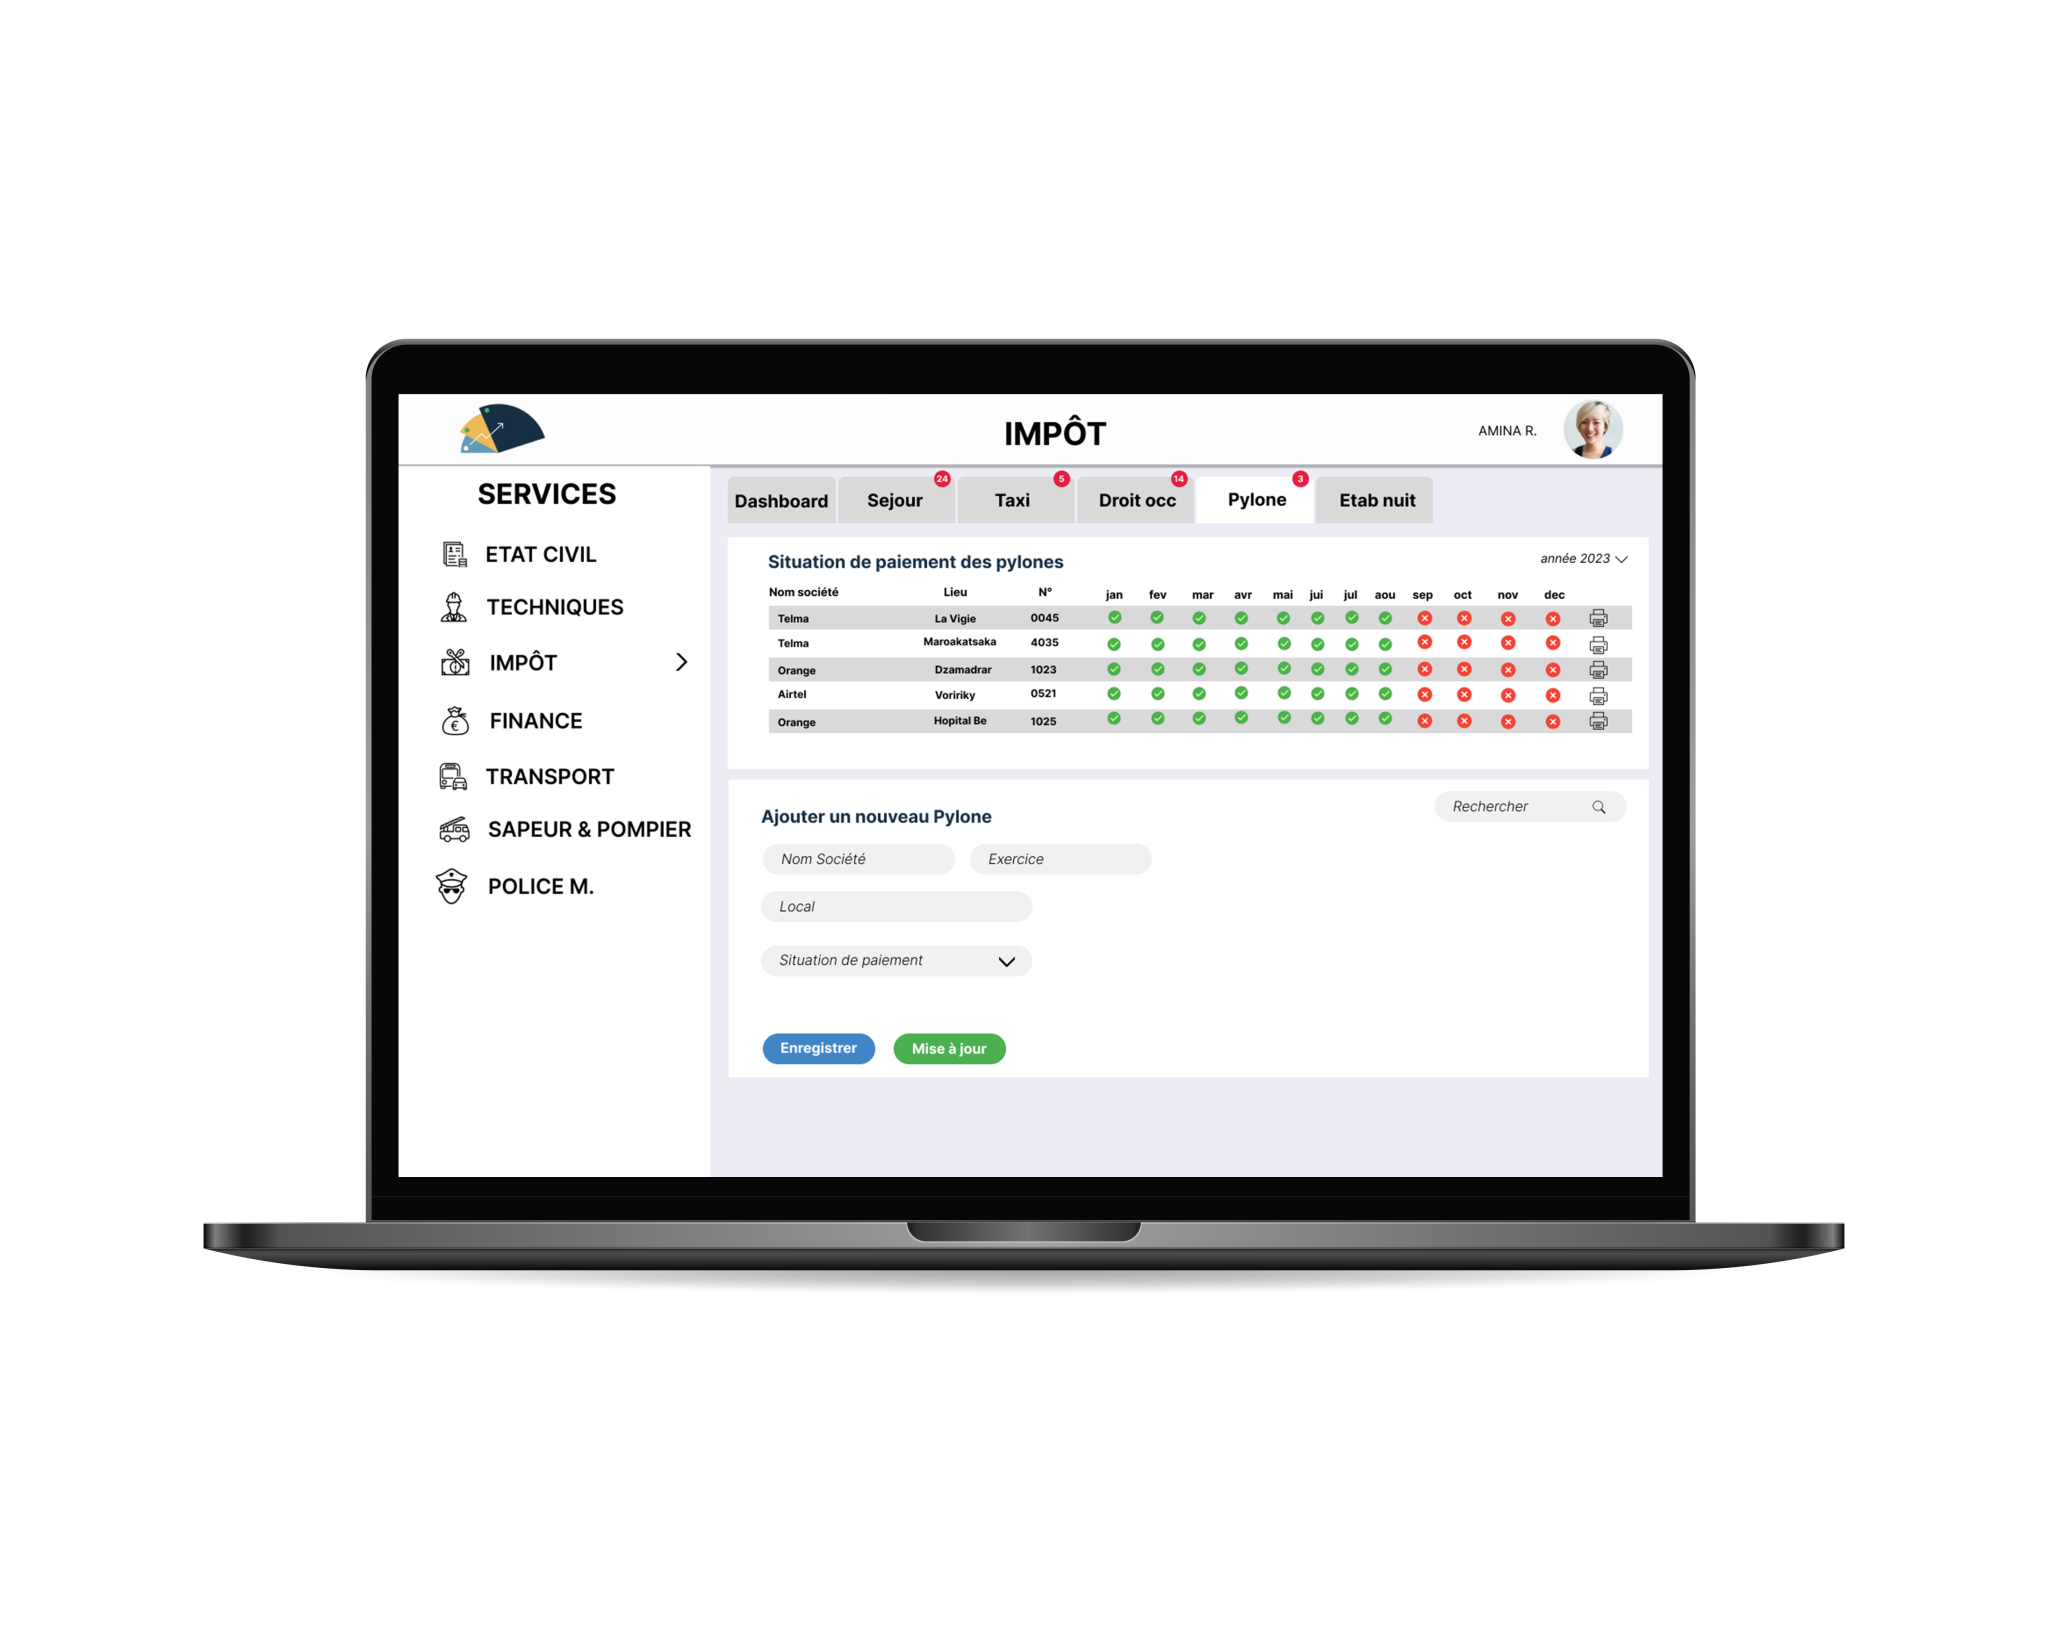 IMPÔT
AMINA R.
SERVICES
ETAT CIVIL
TECHNIQUES
IMPÔT
FINANCE
TRANSPORT
SAPEUR & POMPIER
POLICE M.
Dashboard
Sejour 24
Taxi 5
Droit occ 14
Pylone 3
Etab nuit
Situation de paiement des pylones
année 2023
Nom société Lieu N° jan fev mar avr mai jui jul aou sep oct nov dec
Telma La Vigie 0045
Telma Maroakatsaka 4035
Orange Dzamadrar 1023
Airtel Voririky 0521
Orange Hopital Be 1025
Rechercher
Ajouter un nouveau Pylone
Nom Société
Exercice
Local
Situation de paiement
Enregistrer
Mise à jour